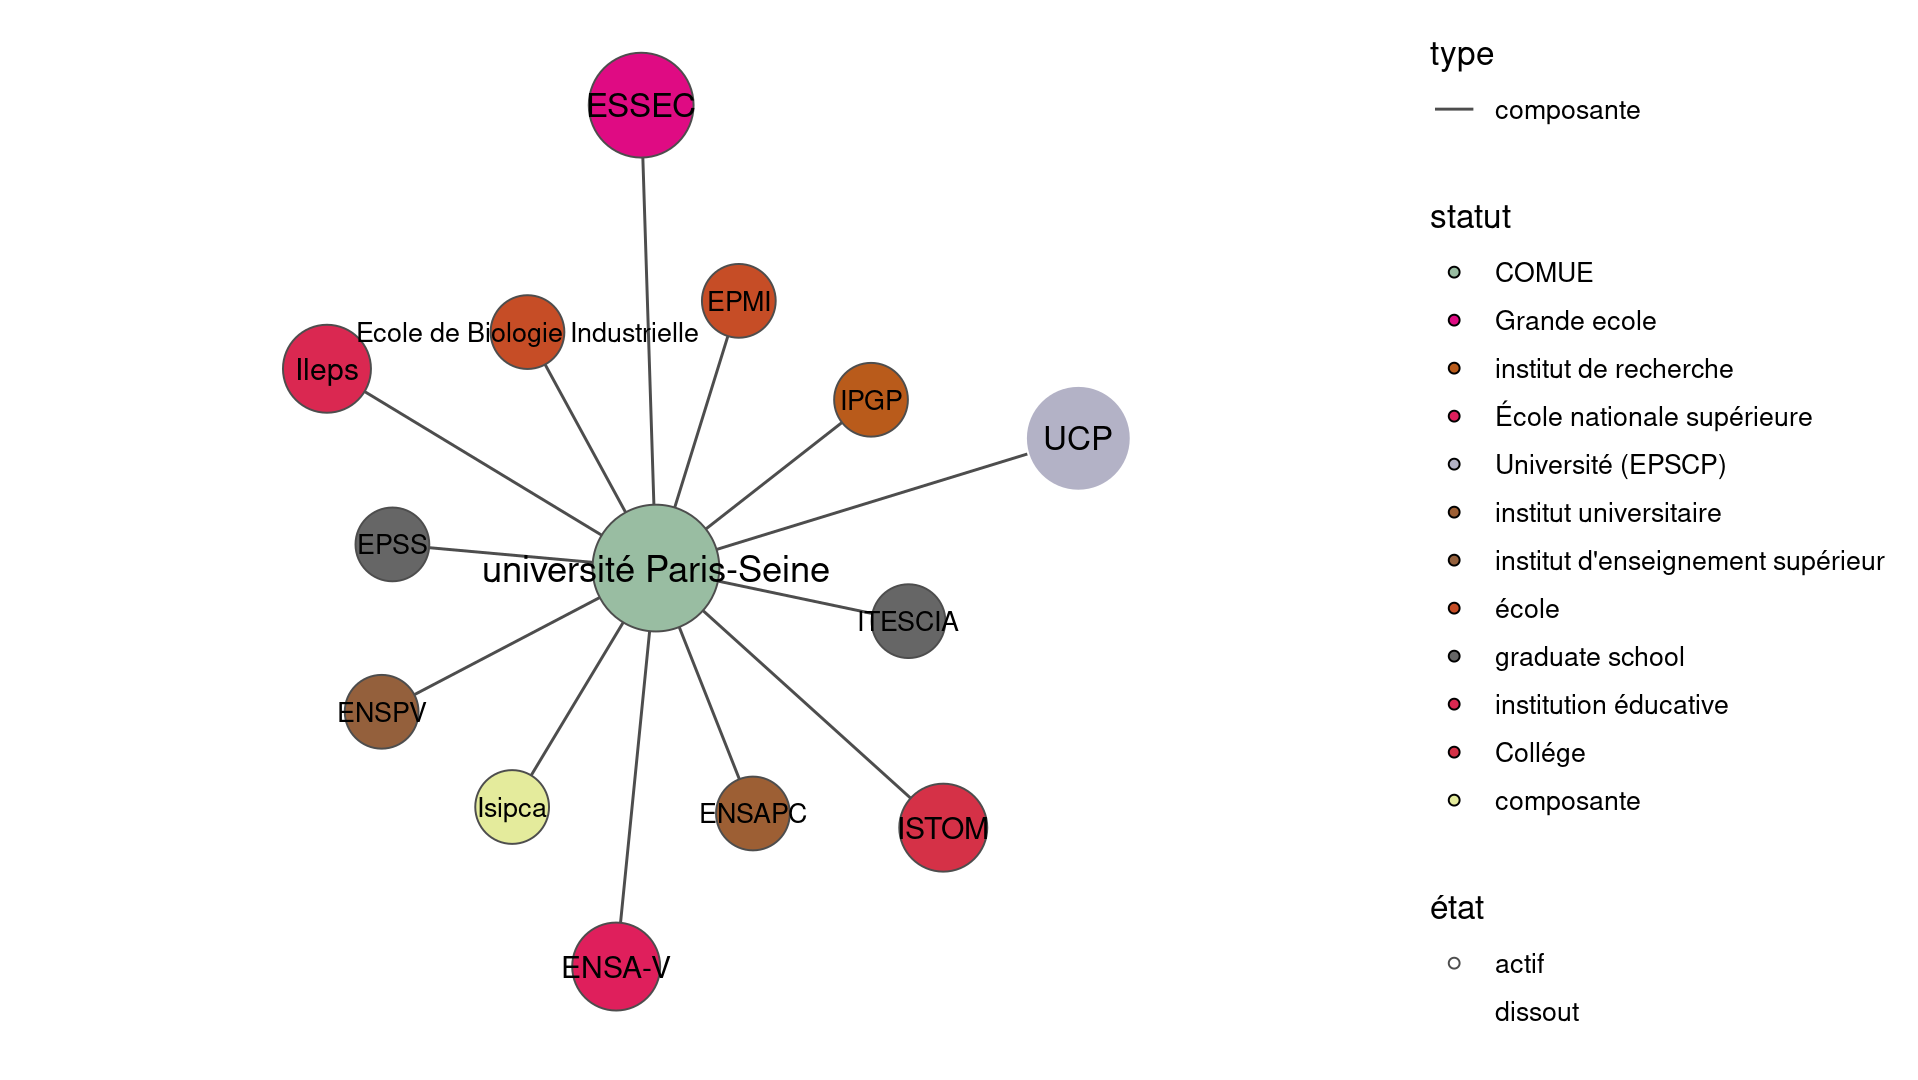 ESSEC
EPMI
Ecole de Biologie Industrielle
Ileps
IPGP
UCP
EPSS
université Paris-Seine
ITESCIA
ENSPV
Isipca
ENSAPC
ISTOM
ENSA-V
type
composante
statut
COMUE
Grande ecole
institut de recherche
École nationale supérieure
Université (EPSCP)
institut universitaire
institut d'enseignement supérieur
école
graduate school
institution éducative
Collége
composante
état
actif
dissout